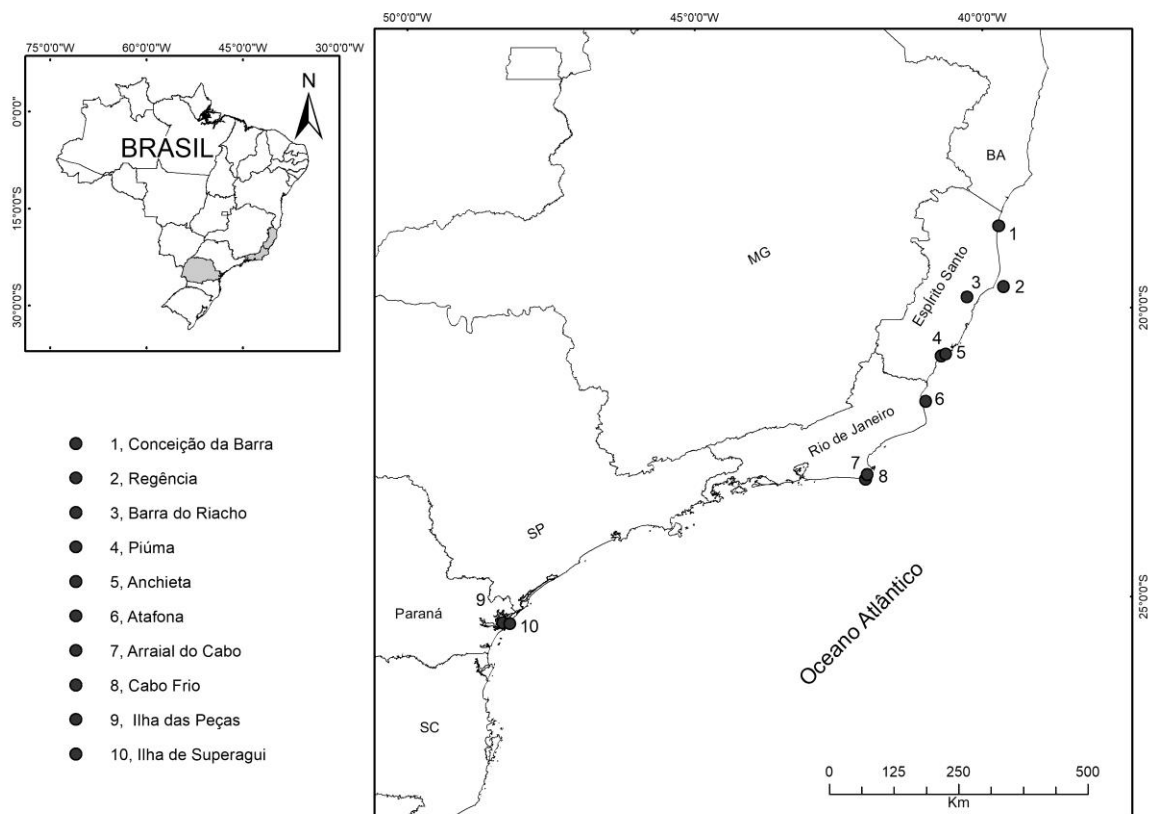 75°0'0"W 60°0'0"W 45°0'0"W 30°0'0"W
0°0'0"
15°0'0"S
30°0'0"S
N
BRASIL
1, Conceição da Barra
2, Regência
3, Barra do Riacho
4, Piúma
5, Anchieta
6, Atafona
7, Arraial do Cabo
8, Cabo Frio
9, Ilha das Peças
10, Ilha de Superagui
50°0'0"W 45°0'0"W 40°0'0"W
20°0'0"S
25°0'0"S
BA
1
MG
Espírito Santo
3
2
4
5
6
Rio de Janeiro
7
8
SP
9
Paraná
10
Oceano Atlântico
SC
0 125 250 500
Km